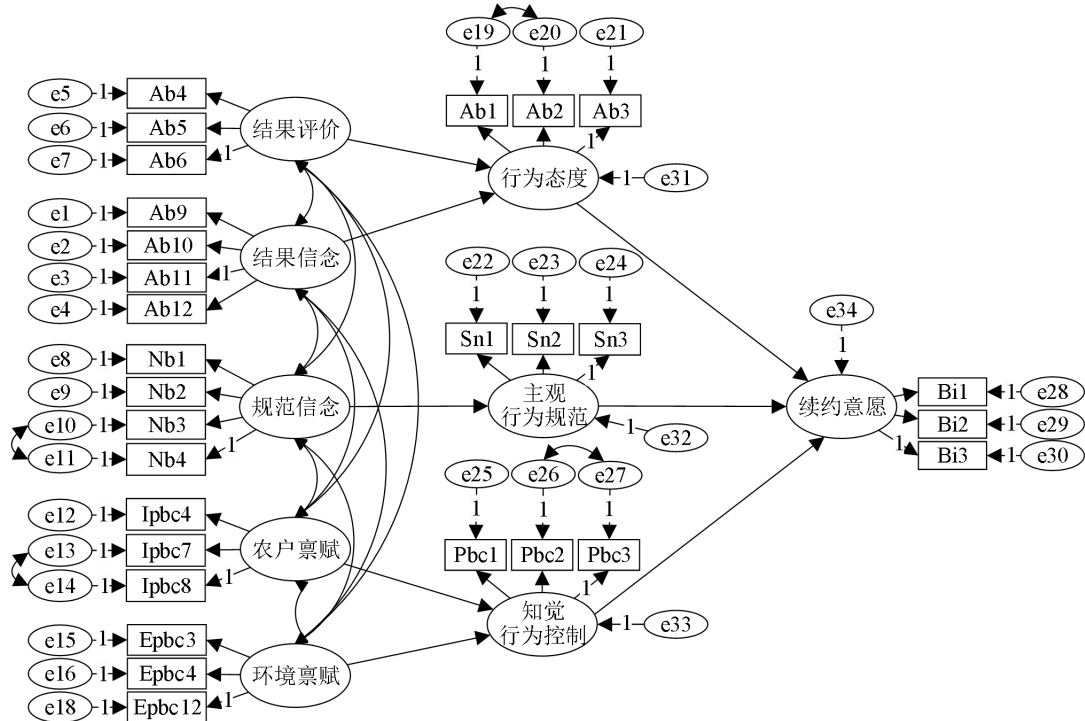 e19 e20 e21
1 1 1
Ab1 Ab2 Ab3
1
行为态度 1 e31
e5 1 Ab4
e6 1 Ab5
e7 1 Ab6 1
结果评价
e1 1 Ab9
e2 1 Ab10
e3 1 Ab11 1
e4 1 Ab12
结果信念
e22 e23 e24
1 1 1
Sn1 Sn2 Sn3
1
主观
行为规范
1 e32
e8 1 Nb1
e9 1 Nb2
e10 1 Nb3
e11 1 Nb4 1
规范信念
e34
1
续约意愿
Bi1 1 e28
Bi2 1 e29
1 Bi3 1 e30
e25 e26 e27
1 1 1
Pbc1 Pbc2 Pbc3
1
知觉
行为控制 1 e33
e12 1 Ipbc4
e13 1 Ipbc7
e14 1 Ipbc8 1
农户禀赋
e15 1 Epbc3
e16 1 Epbc4
e18 1 Epbc12 1
环境禀赋